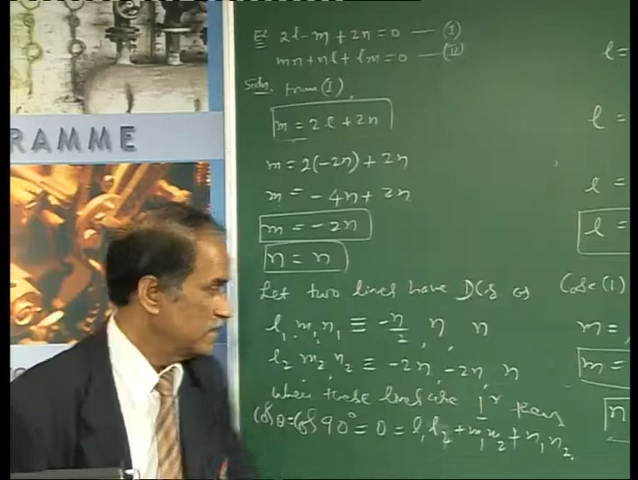 RAMME
Ex 2l - m + 2n = 0 — (I)
mn + nl + lm = 0 — (II)
Soln. from (I),
m = 2l + 2n
m = 2(-2n) + 2n
m = -4n + 2n
m = -2n
n = n
Let two lines have DCs as
l₁, m₁, n₁ ≡ -n/2, n, n
l₂, m₂, n₂ ≡ -2n, -2n, n
when these lines are ⊥r then
cosθ = cos 90° = 0 = l₁l₂ + m₁m₂ + n₁n₂
l =
l =
l =
l =
Case (1)
m =
m =
n